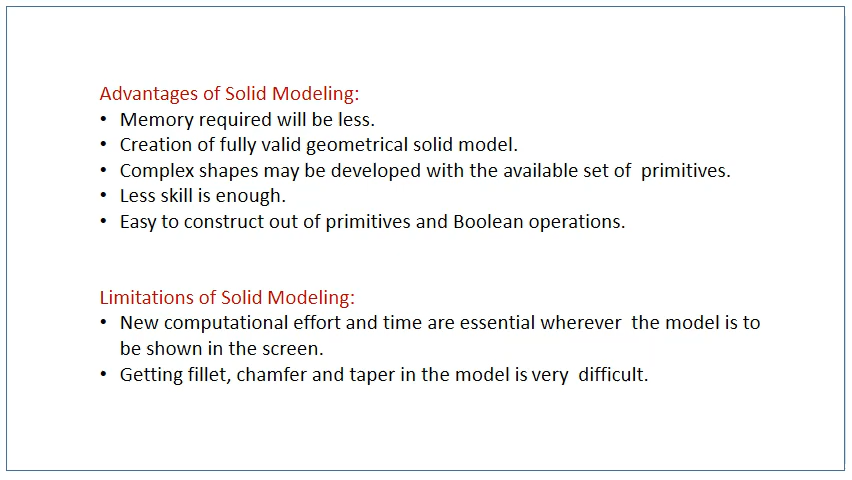 Advantages of Solid Modeling:
• Memory required will be less.
• Creation of fully valid geometrical solid model.
• Complex shapes may be developed with the available set of  primitives.
• Less skill is enough.
• Easy to construct out of primitives and Boolean operations.
Limitations of Solid Modeling:
• New computational effort and time are essential wherever  the model is to
be shown in the screen.
• Getting fillet, chamfer and taper in the model is very  difficult.